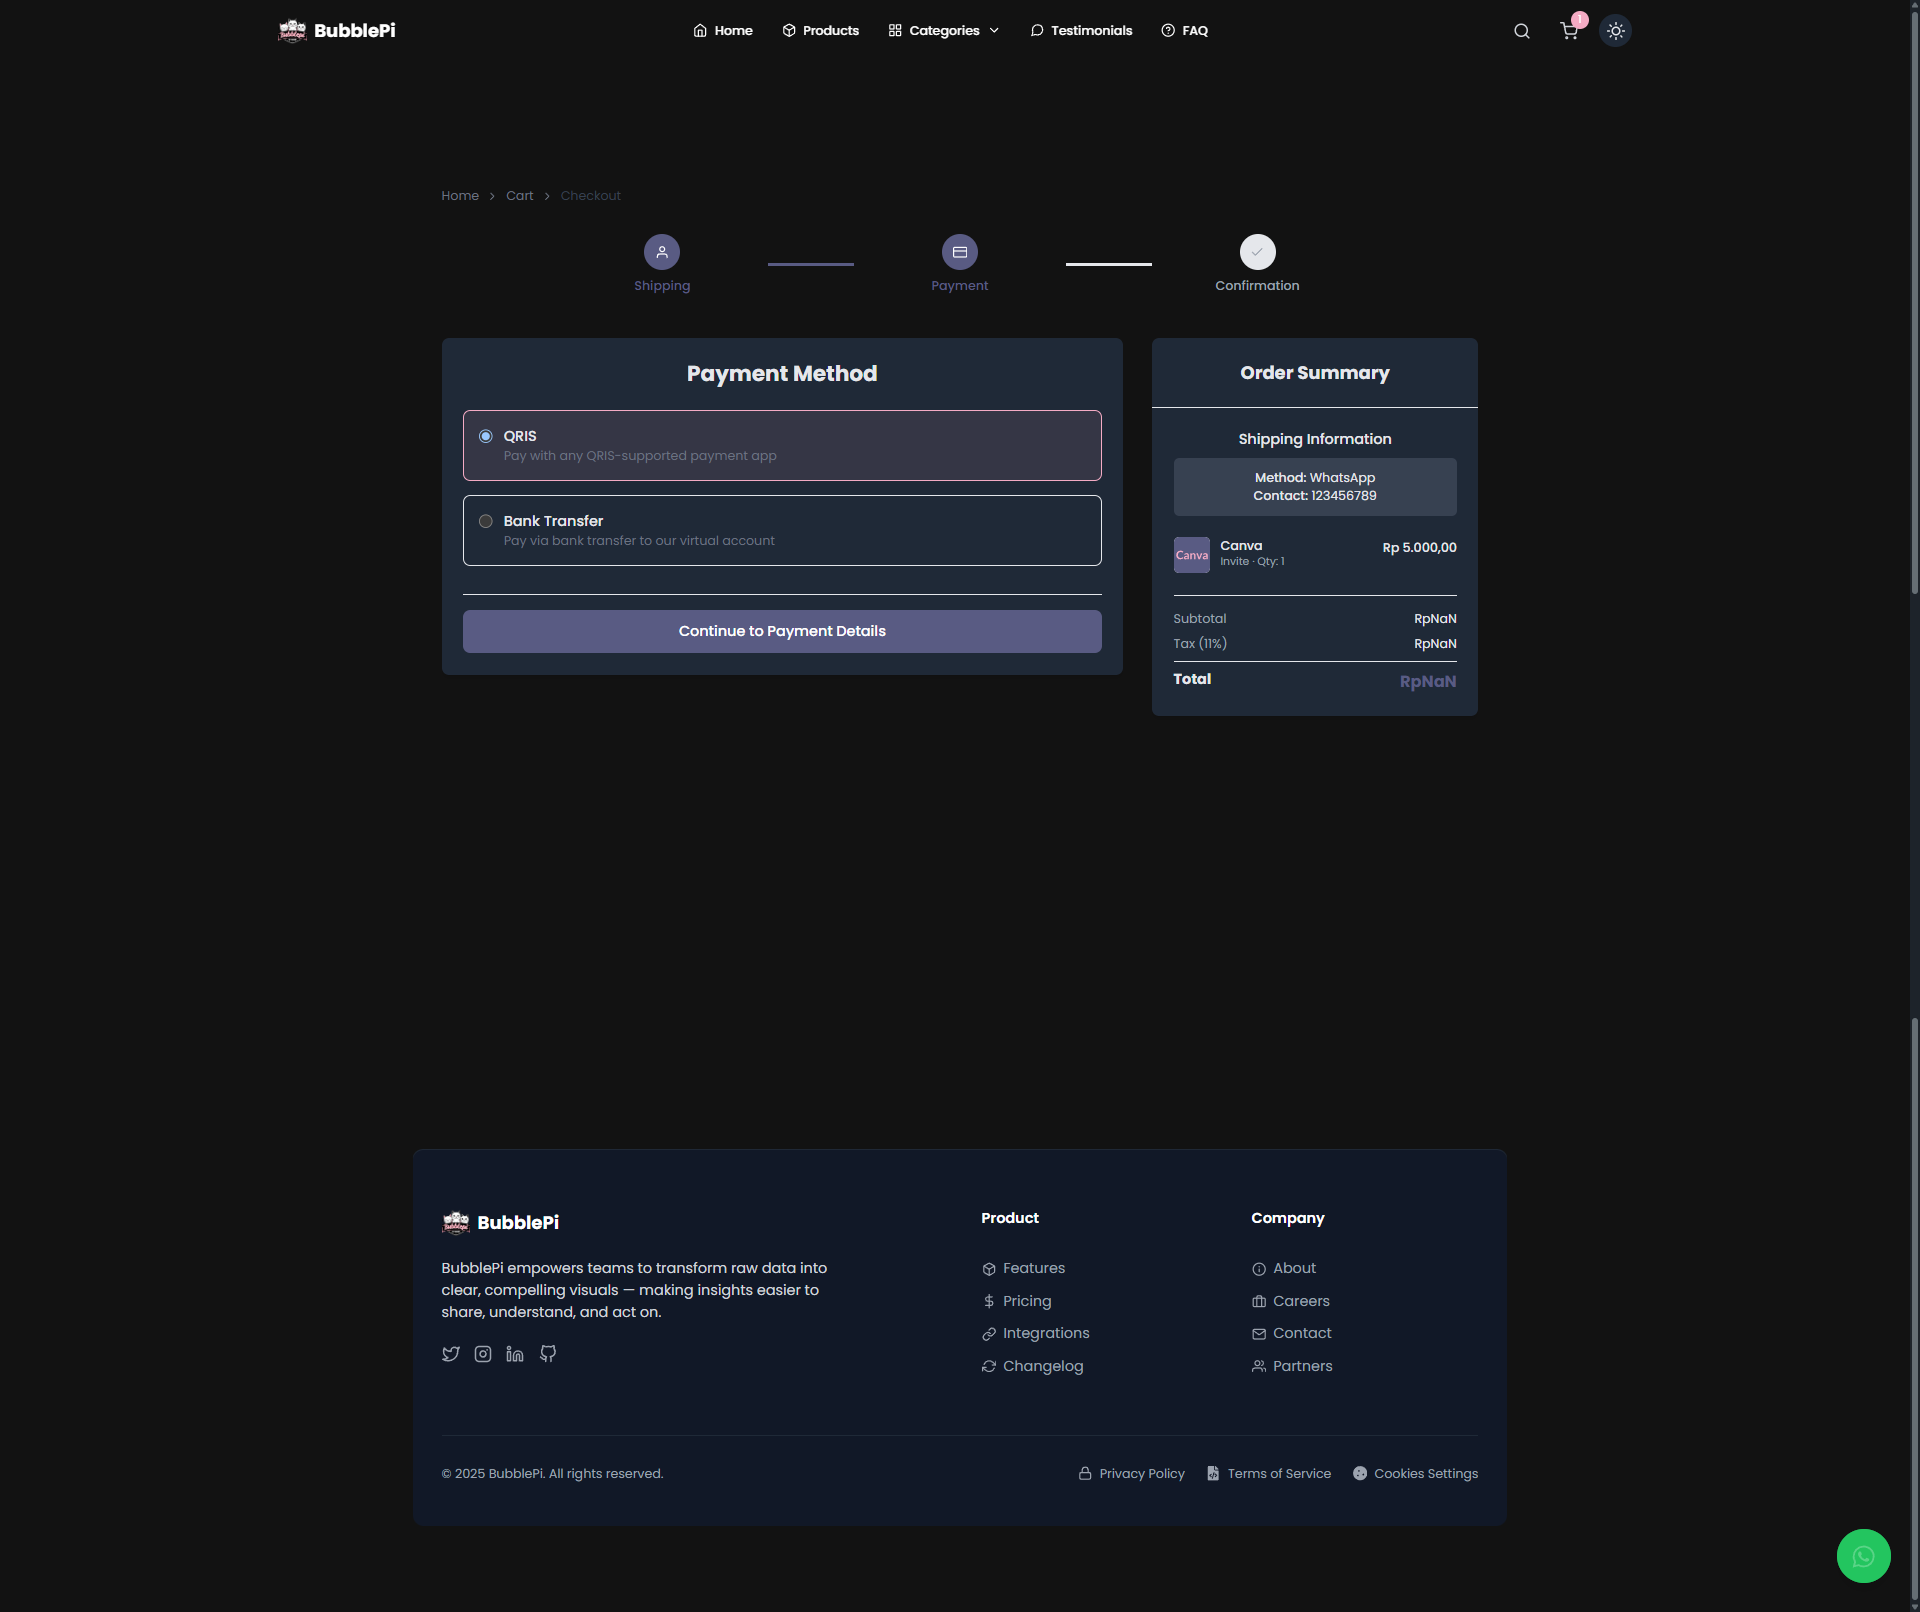 BubblePi
Home
Products
Categories
Testimonials
FAQ
1
Home > Cart > Checkout
Shipping
Payment
Confirmation
Payment Method
QRIS
Pay with any QRIS-supported payment app
Bank Transfer
Pay via bank transfer to our virtual account
Continue to Payment Details
Order Summary
Shipping Information
Method: WhatsApp
Contact: 123456789
Canva
Canva
Invite · Qty: 1
Rp 5.000,00
Subtotal RpNaN
Tax (11%) RpNaN
Total RpNaN
BubblePi
BubblePi empowers teams to transform raw data into
clear, compelling visuals — making insights easier to
share, understand, and act on.
Product
Features
Pricing
Integrations
Changelog
Company
About
Careers
Contact
Partners
© 2025 BubblePi. All rights reserved.
Privacy Policy
Terms of Service
Cookies Settings